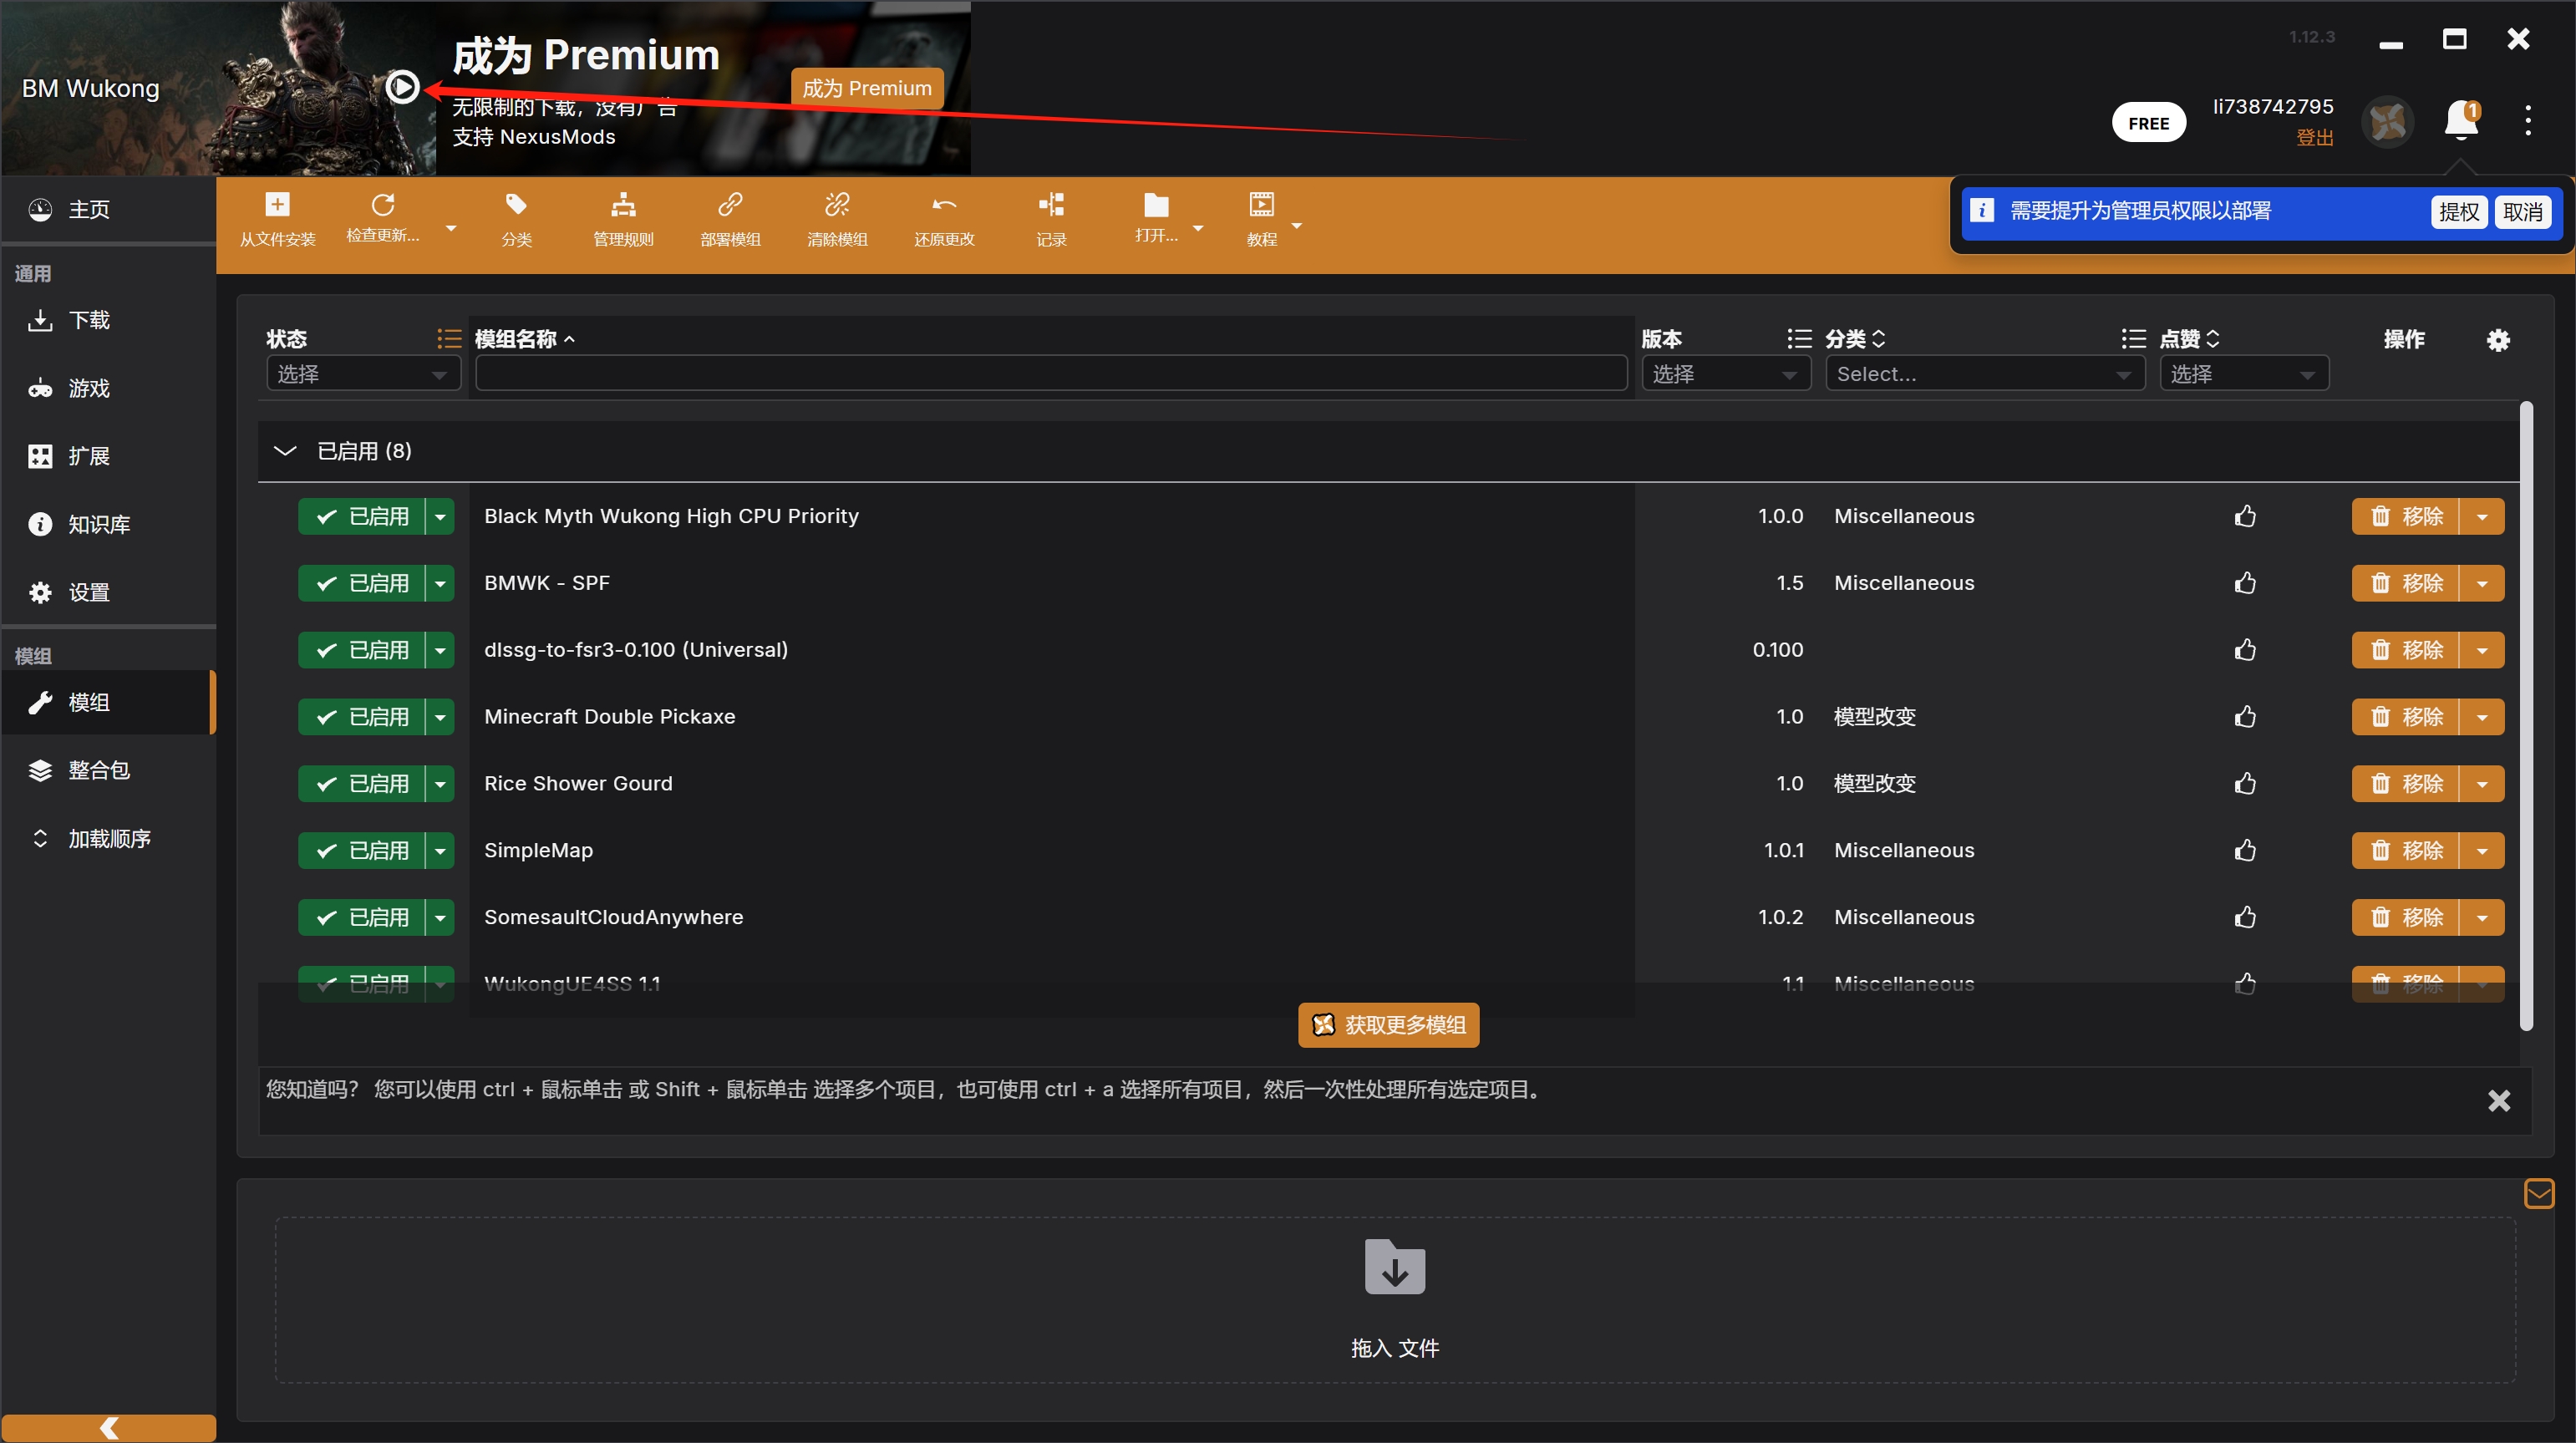 1.12.3
BM Wukong
成为 Premium
无限制的下载，没有广告
支持 NexusMods
成为 Premium
FREE
li738742795
登出
1
需要提升为管理员权限以部署
提权
取消
从文件安装
检查更新...
分类
管理规则
部署模组
清除模组
还原更改
记录
打开...
教程
主页
通用
下载
游戏
扩展
知识库
设置
模组
模组
整合包
加载顺序
状态 模组名称 版本 分类 点赞 操作
选择 选择 Select... 选择
已启用 (8)
已启用 Black Myth Wukong High CPU Priority 1.0.0 Miscellaneous 移除
已启用 BMWK - SPF 1.5 Miscellaneous 移除
已启用 dlssg-to-fsr3-0.100 (Universal) 0.100 移除
已启用 Minecraft Double Pickaxe 1.0 模型改变 移除
已启用 Rice Shower Gourd 1.0 模型改变 移除
已启用 SimpleMap 1.0.1 Miscellaneous 移除
已启用 SomesaultCloudAnywhere 1.0.2 Miscellaneous 移除
已启用 WukongUE4SS 1.1 1.1 Miscellaneous 移除
获取更多模组
您知道吗？ 您可以使用 ctrl + 鼠标单击 或 Shift + 鼠标单击 选择多个项目，也可使用 ctrl + a 选择所有项目，然后一次性处理所有选定项目。
拖入 文件